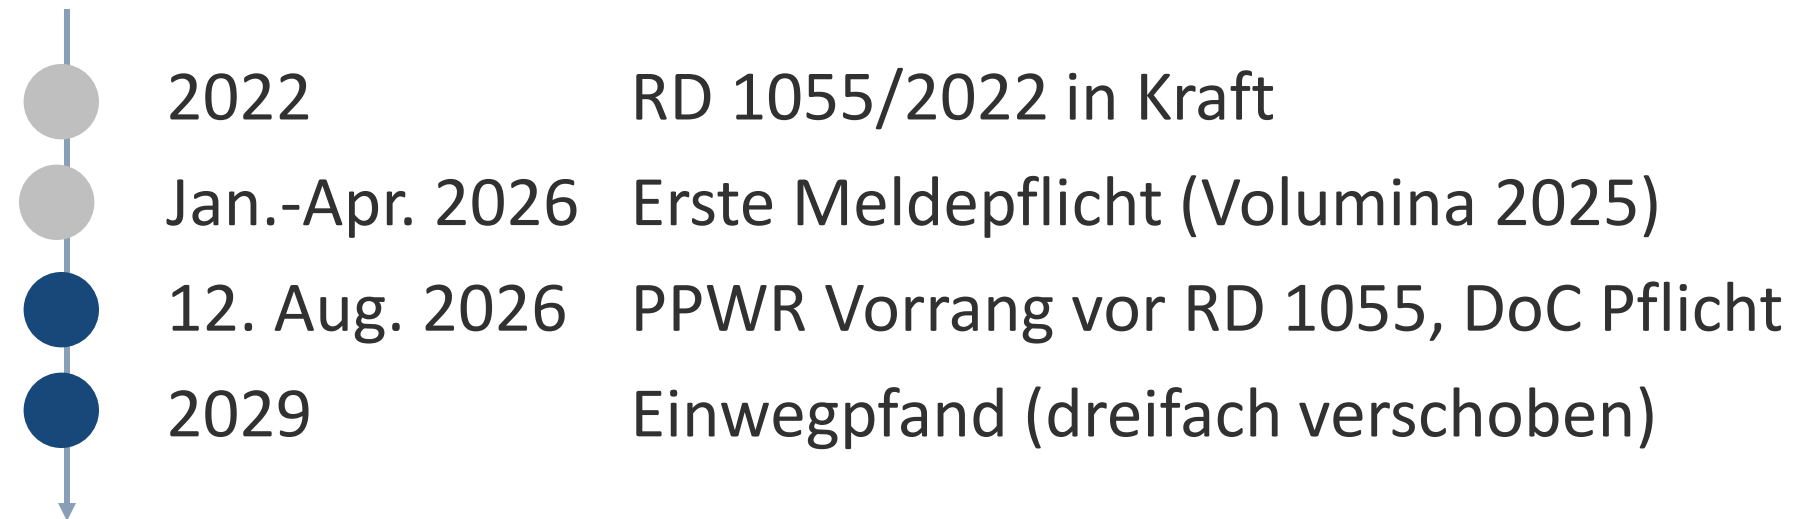 2022 RD 1055/2022 in Kraft
Jan.-Apr. 2026 Erste Meldepflicht (Volumina 2025)
12. Aug. 2026 PPWR Vorrang vor RD 1055, DoC Pflicht
2029 Einwegpfand (dreifach verschoben)